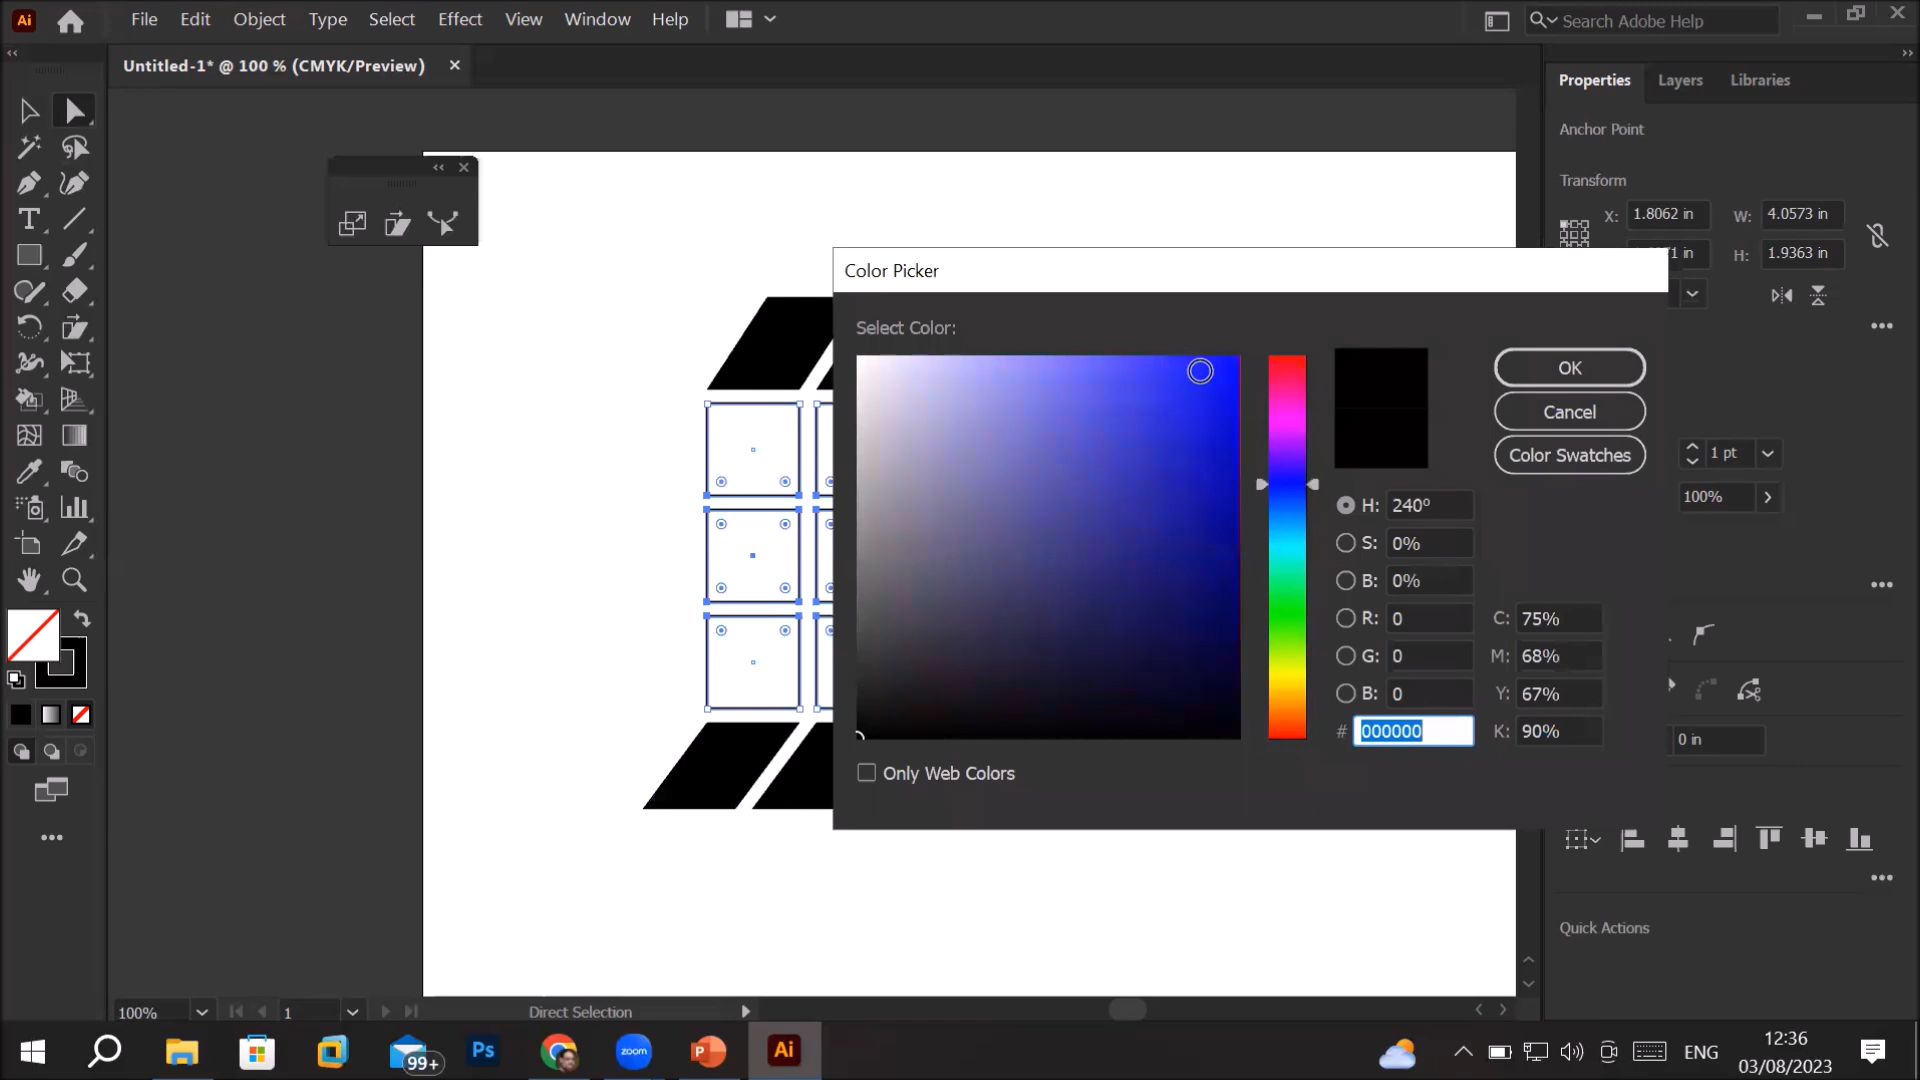 Ai File Edit Object Type Select Effect View Window Help Search Adobe Help
Untitled-1* @ 100 % (CMYK/Preview)
Properties Layers Libraries
Anchor Point
Transform
X: 1.8062 in W: 4.0573 in
71 in H: 1.9363 in
Color Picker
Select Color:
OK
Cancel
Color Swatches
1 pt
100%
H: 240º
S: 0%
B: 0%
R: 0 C: 75%
G: 0 M: 68%
B: 0 Y: 67%
# 000000 K: 90%
0 in
Only Web Colors
Quick Actions
100% 1 Direct Selection
99+ Ps zoom P Ai ENG
12:36
03/08/2023